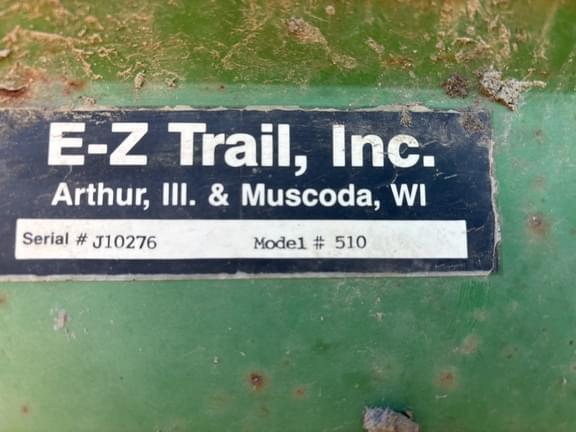 E-Z Trail, Inc.
Arthur, Ill. & Muscoda, WI
Serial # J10276 Model # 510